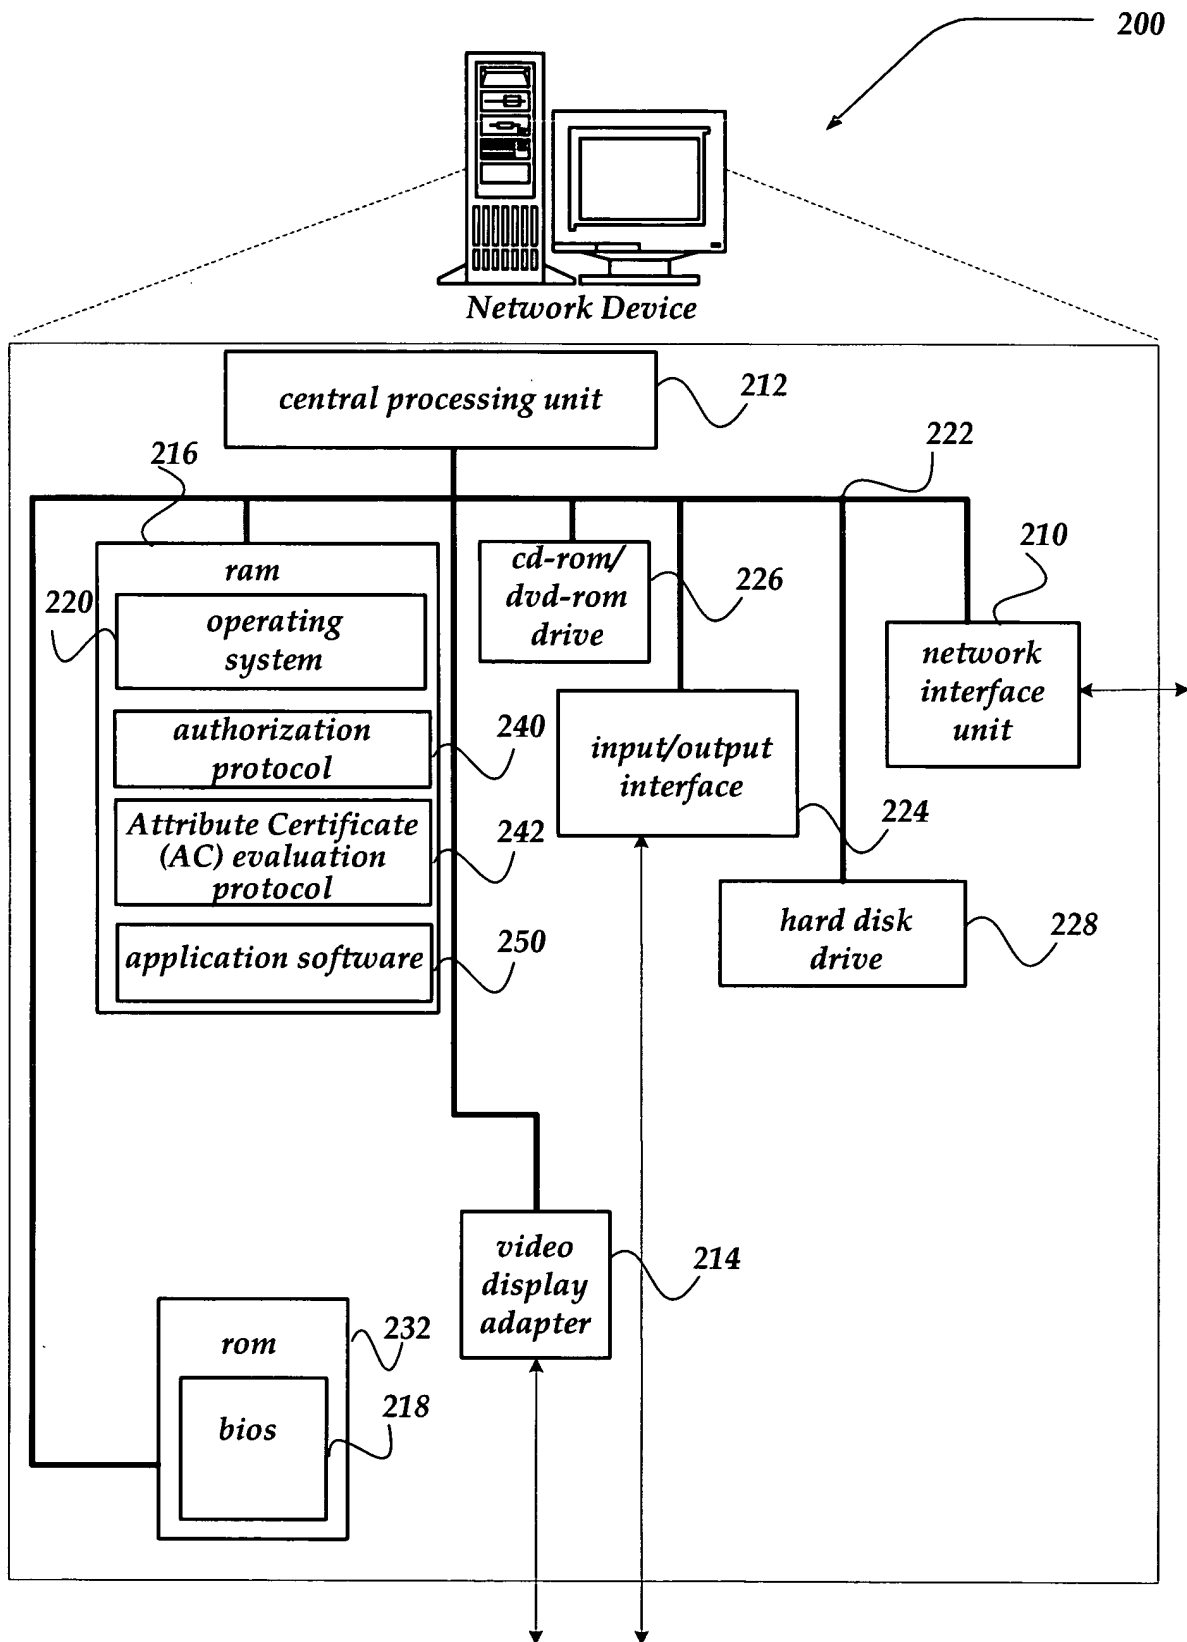 200
Network Device
central processing unit
212
216
222
ram
220
operating
system
authorization
protocol
240
Attribute Certificate
(AC) evaluation
protocol
242
application software
250
cd-rom/
dvd-rom
drive
226
210
network
interface
unit
input/output
interface
224
hard disk
drive
228
video
display
adapter
214
rom
232
bios
218